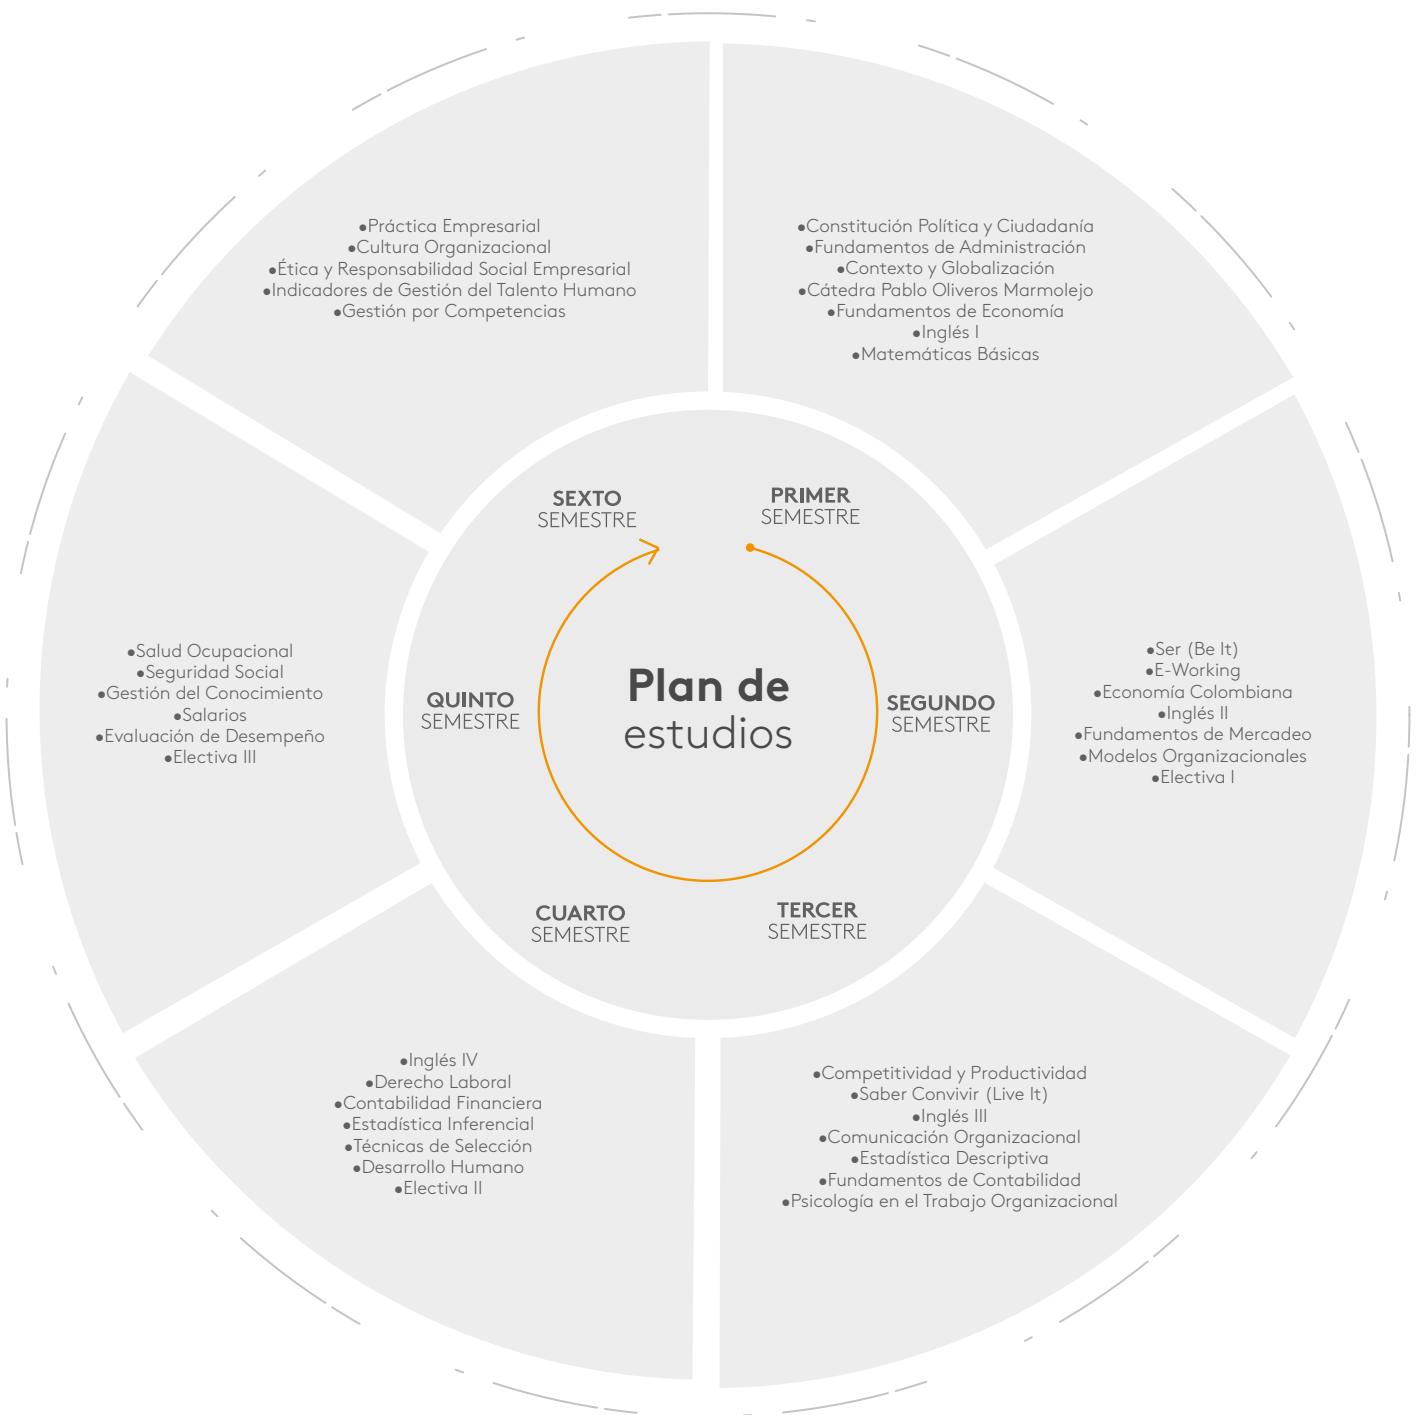 Plan de
estudios
PRIMER
SEMESTRE
•Constitución Política y Ciudadanía
•Fundamentos de Administración
•Contexto y Globalización
•Cátedra Pablo Oliveros Marmolejo
•Fundamentos de Economía
•Inglés I
•Matemáticas Básicas
SEGUNDO
SEMESTRE
•Ser (Be It)
•E-Working
•Economía Colombiana
•Inglés II
•Fundamentos de Mercadeo
•Modelos Organizacionales
•Electiva I
TERCER
SEMESTRE
•Competitividad y Productividad
•Saber Convivir (Live It)
•Inglés III
•Comunicación Organizacional
•Estadística Descriptiva
•Fundamentos de Contabilidad
•Psicología en el Trabajo Organizacional
CUARTO
SEMESTRE
•Inglés IV
•Derecho Laboral
•Contabilidad Financiera
•Estadística Inferencial
•Técnicas de Selección
•Desarrollo Humano
•Electiva II
QUINTO
SEMESTRE
•Salud Ocupacional
•Seguridad Social
•Gestión del Conocimiento
•Salarios
•Evaluación de Desempeño
•Electiva III
SEXTO
SEMESTRE
•Práctica Empresarial
•Cultura Organizacional
•Ética y Responsabilidad Social Empresarial
•Indicadores de Gestión del Talento Humano
•Gestión por Competencias